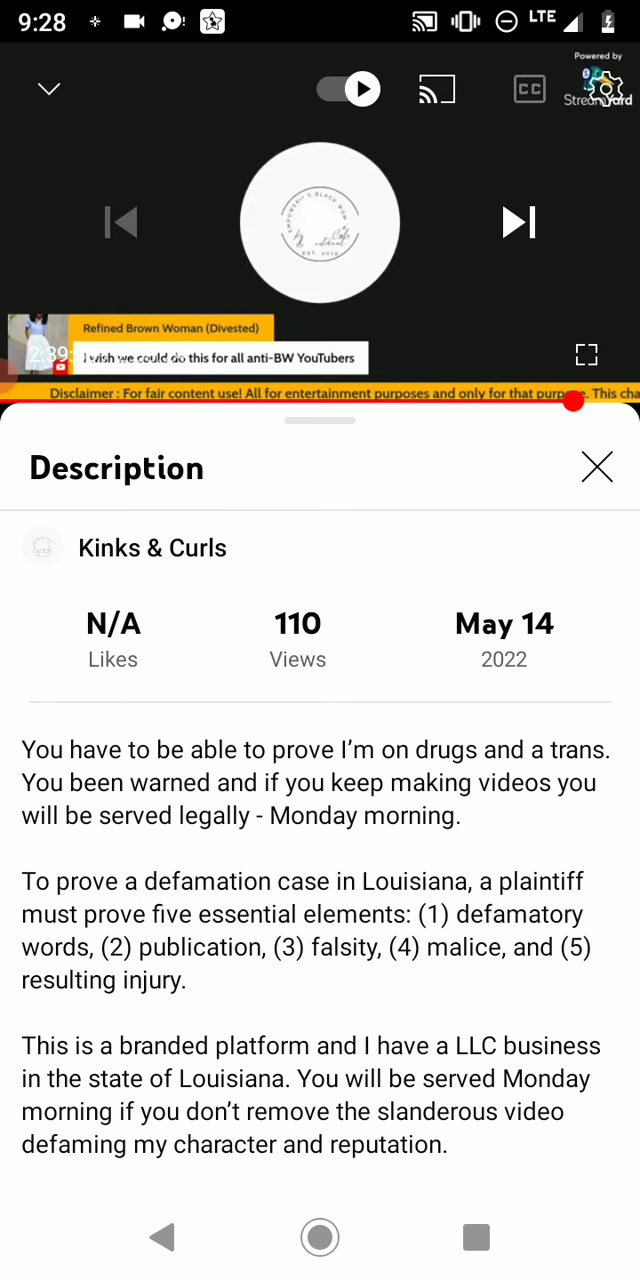 9:28
LTE
Powered by
CC
StreamYard
EST. 2018
Refined Brown Woman (Divested)
2:39:
I wish we could do this for all anti-BW YouTubers
Disclaimer : For fair content use! All for entertainment purposes and only for that purpose. This cha
Description
Kinks & Curls
N/A
110
May 14
Likes
Views
2022
You have to be able to prove I’m on drugs and a trans.
You been warned and if you keep making videos you
will be served legally - Monday morning.
To prove a defamation case in Louisiana, a plaintiff
must prove five essential elements: (1) defamatory
words, (2) publication, (3) falsity, (4) malice, and (5)
resulting injury.
This is a branded platform and I have a LLC business
in the state of Louisiana. You will be served Monday
morning if you don’t remove the slanderous video
defaming my character and reputation.